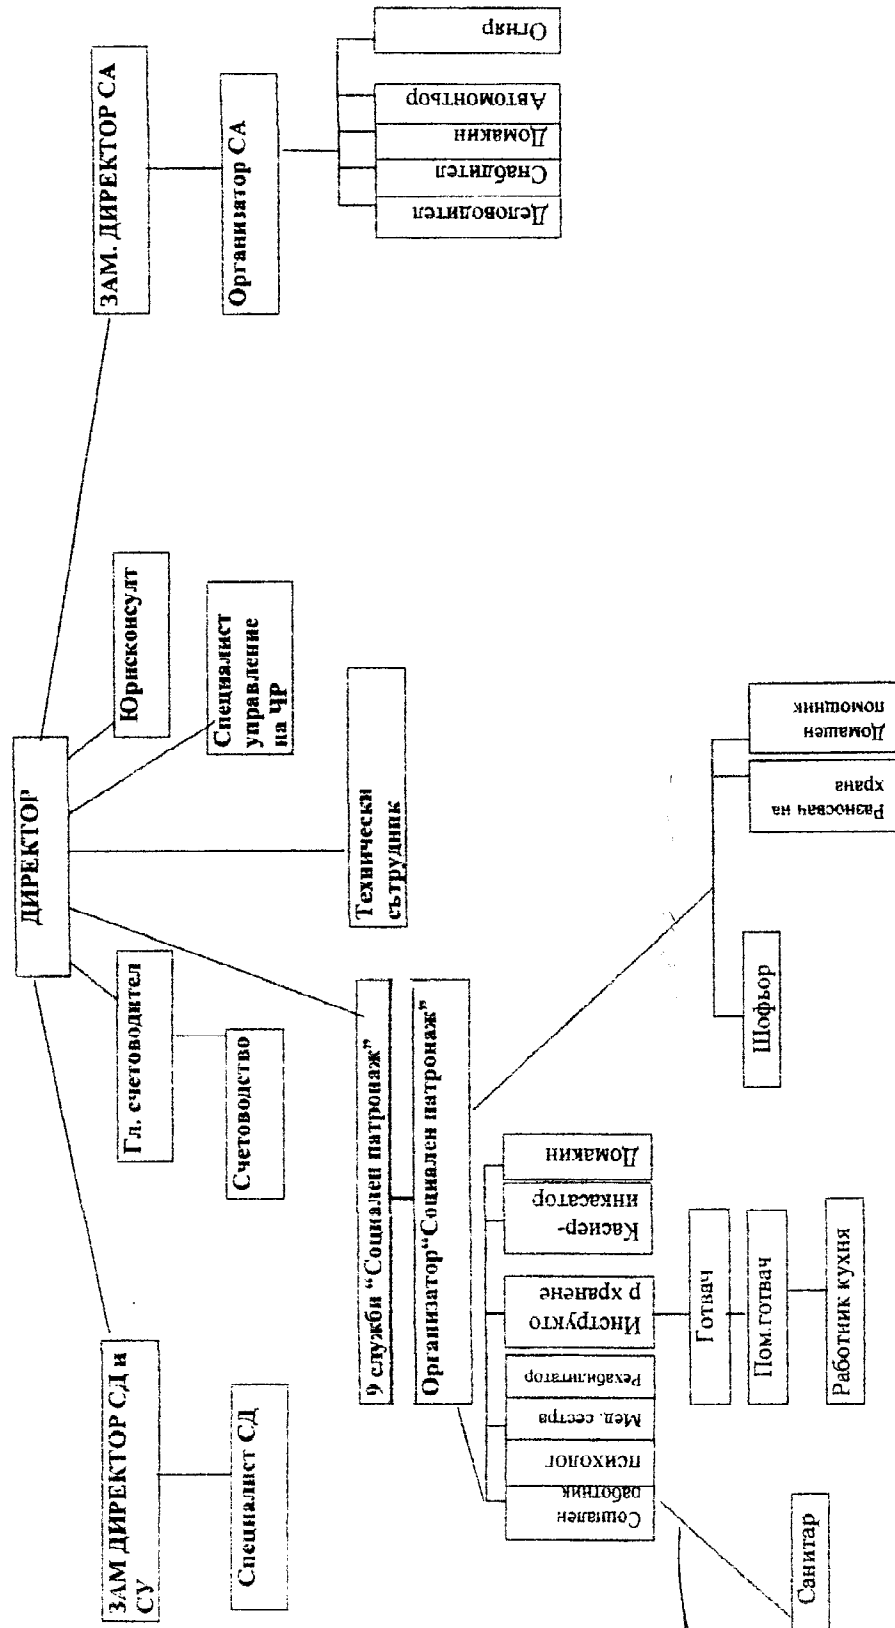 ДИРЕКТОР
ЗАМ ДИРЕКТОР СД и
СУ
Гл. счетоводител
Юрисконсулт
ЗАМ. ДИРЕКТОР СА
Специалист СД
Счетоводство
Специалист
управление
на ЧР
Организатор СА
9 служби “Социален патронаж”
Организатор“Социален патронаж”
Технически
сътрудник
Деловодител
Снабдител
Домакин
Автомонтьор
Огняр
Социален
работник
психолог
Мед. сестра
Рехабилитатор
Инструкто
р хранене
Касиер-
инкасатор
Домакин
Готвач
Пом.готвач
Работник кухня
Санитар
Шофьор
Разносвач на
храна
Домашен
помощник